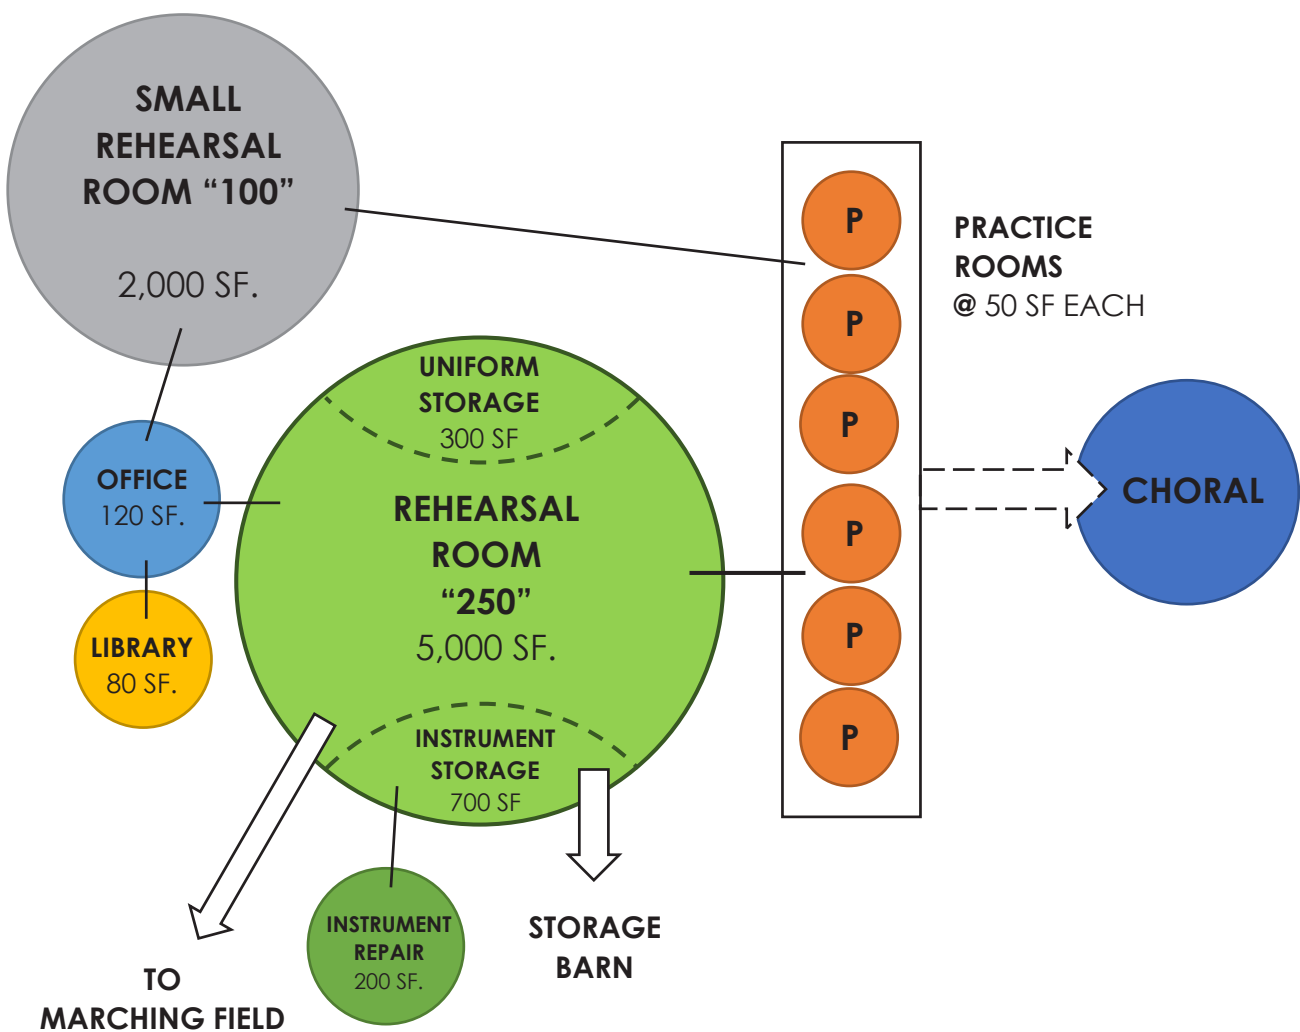 SMALL
REHEARSAL
ROOM “100”
2,000 SF.
P
P
P
P
P
P
PRACTICE
ROOMS
@ 50 SF EACH
UNIFORM
STORAGE
300 SF
OFFICE
120 SF.
REHEARSAL
ROOM
“250”
5,000 SF.
CHORAL
LIBRARY
80 SF.
INSTRUMENT
STORAGE
700 SF
INSTRUMENT
REPAIR
200 SF.
STORAGE
BARN
TO
MARCHING FIELD